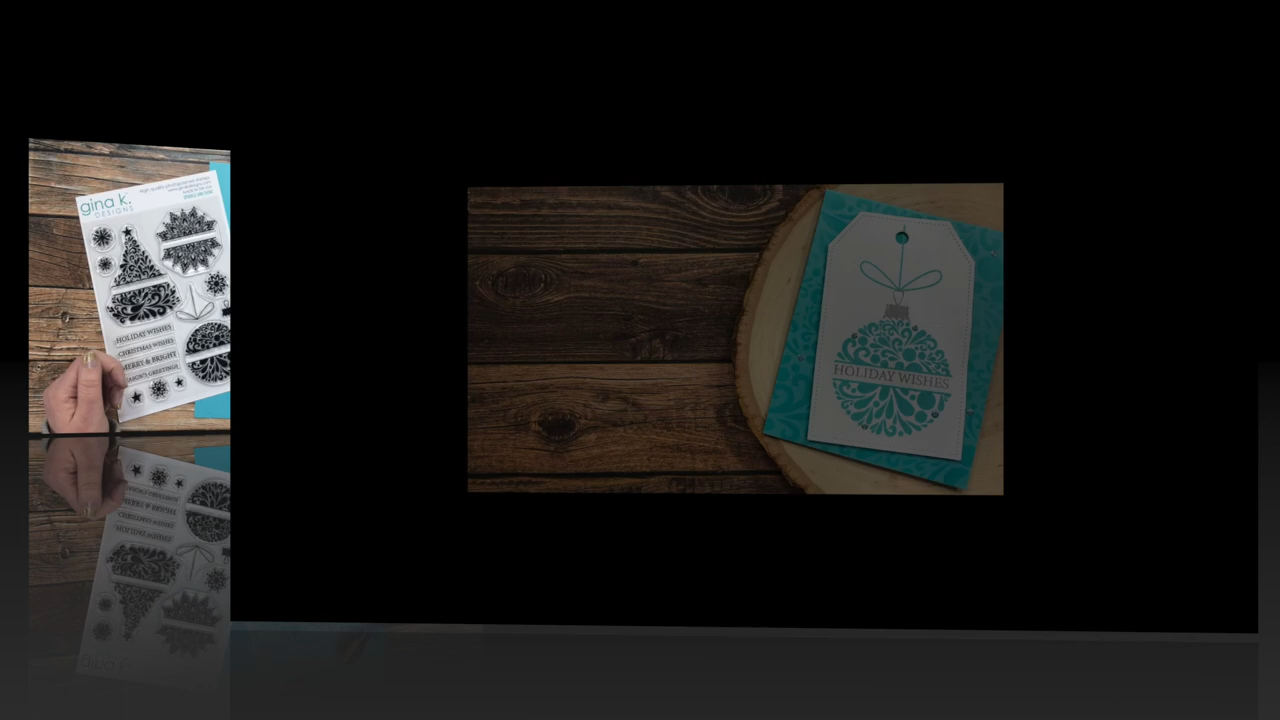 gina k.
DESIGNS
HOLIDAY WISHES
CHRISTMAS WISHES
MERRY & BRIGHT
HOLIDAY WISHES